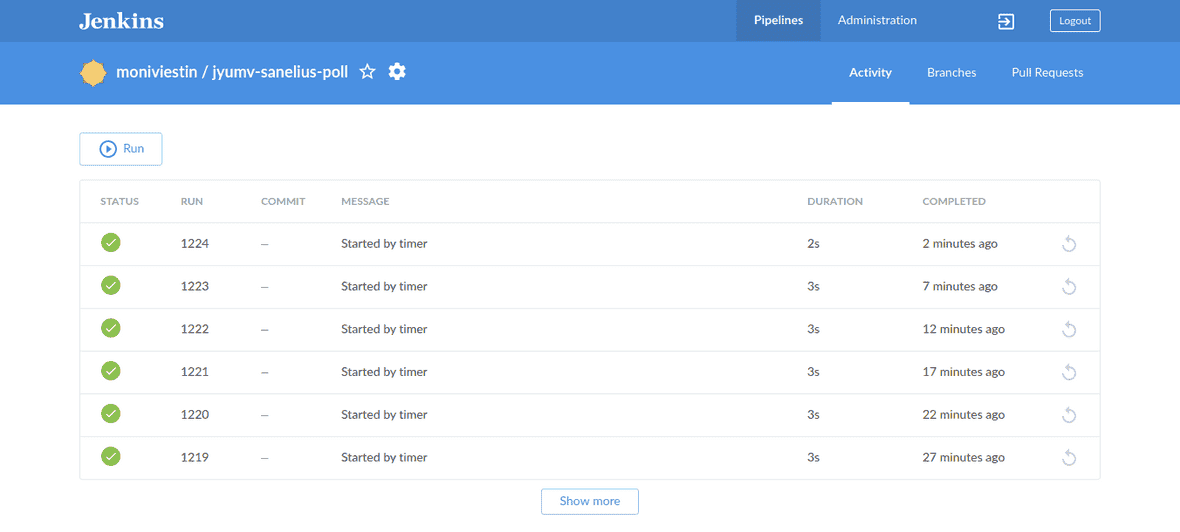 Jenkins Pipelines Administration Logout
moniviestin / jyumv-sanelius-poll Activity Branches Pull Requests
Run
STATUS RUN COMMIT MESSAGE DURATION COMPLETED
1224 – Started by timer 2s 2 minutes ago
1223 – Started by timer 3s 7 minutes ago
1222 – Started by timer 3s 12 minutes ago
1221 – Started by timer 3s 17 minutes ago
1220 – Started by timer 3s 22 minutes ago
1219 – Started by timer 3s 27 minutes ago
Show more